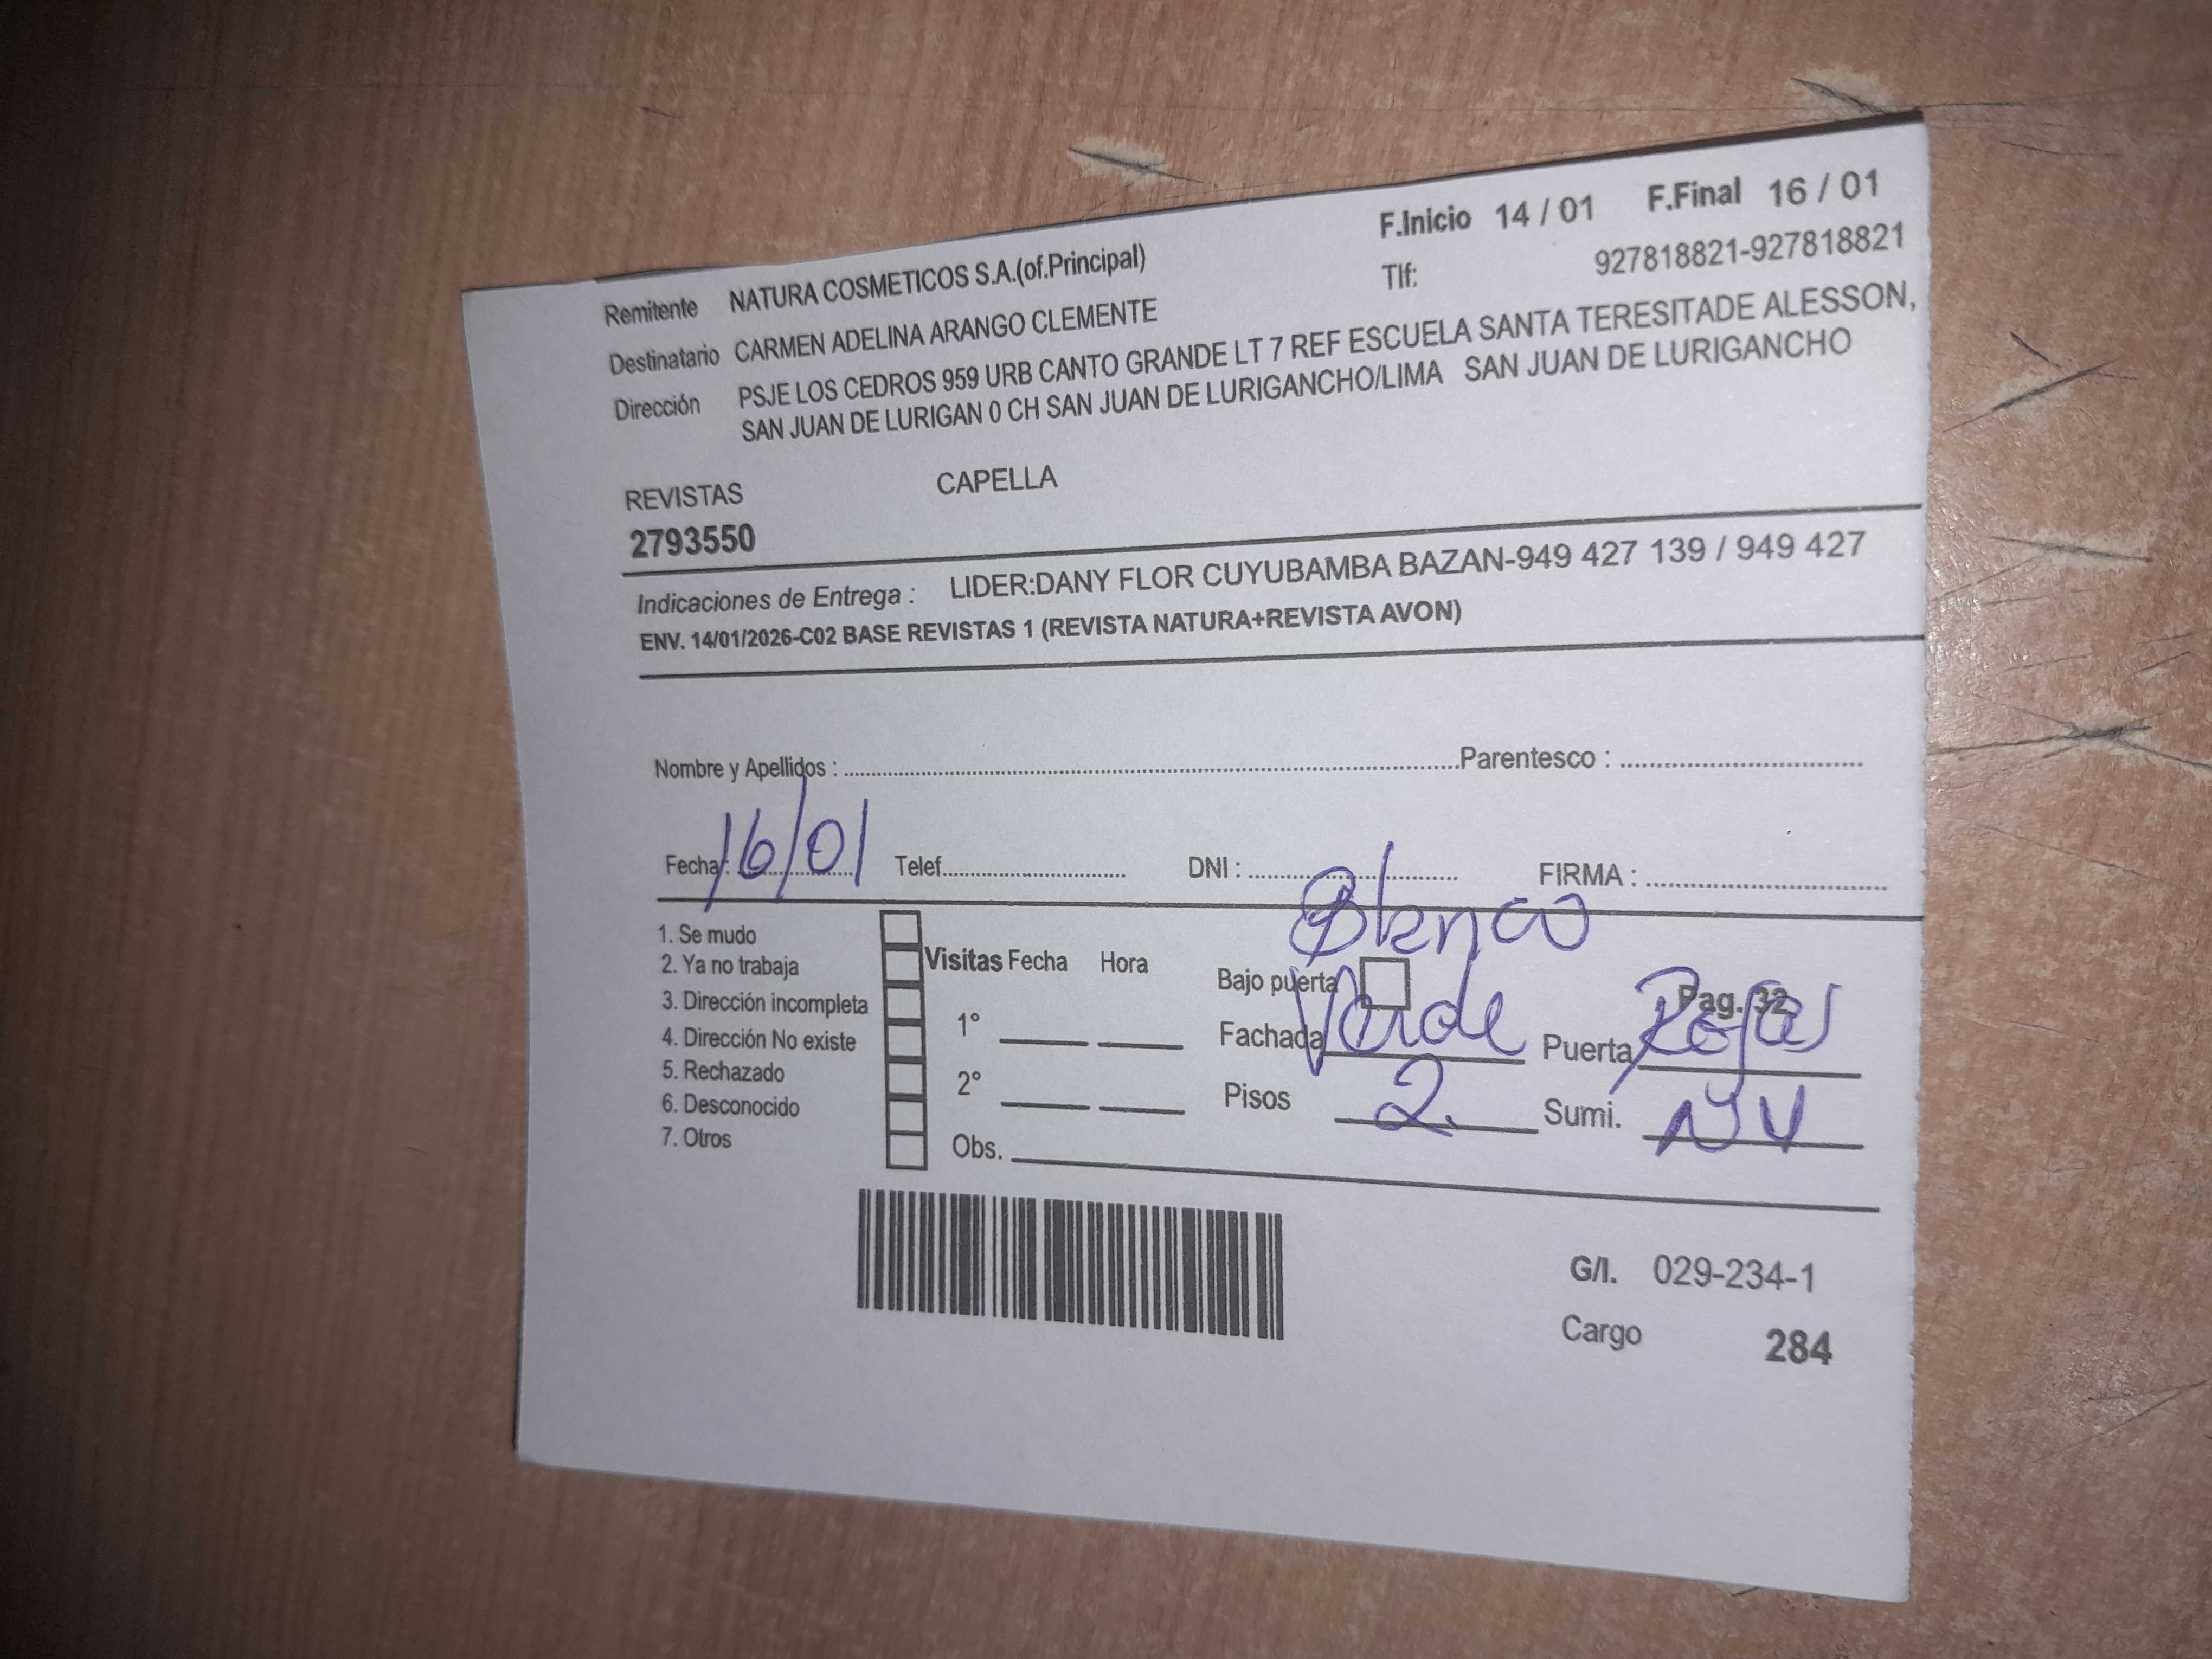 F.Inicio 14 / 01 F.Final 16 / 01
Remitente NATURA COSMETICOS S.A.(of.Principal) Tlf: 927818821-927818821
Destinatario CARMEN ADELINA ARANGO CLEMENTE
Dirección PSJE LOS CEDROS 959 URB CANTO GRANDE LT 7 REF ESCUELA SANTA TERESITADE ALESSON,
SAN JUAN DE LURIGAN 0 CH SAN JUAN DE LURIGANCHO/LIMA SAN JUAN DE LURIGANCHO
REVISTAS CAPELLA
2793550
Indicaciones de Entrega : LIDER:DANY FLOR CUYUBAMBA BAZAN-949 427 139 / 949 427
ENV. 14/01/2026-C02 BASE REVISTAS 1 (REVISTA NATURA+REVISTA AVON)
Nombre y Apellidos : Parentesco :
Fecha: 16/01 Telef. DNI : FIRMA :
Blanco
1. Se mudo
2. Ya no trabaja
3. Dirección incompleta
4. Dirección No existe
5. Rechazado
6. Desconocido
7. Otros
Visitas Fecha Hora
1°
2°
Obs.
Bajo puerta Pag. 32
Fachada Verde Puerta
Pisos 2. Sumi. NV
G/I. 029-234-1
Cargo 284